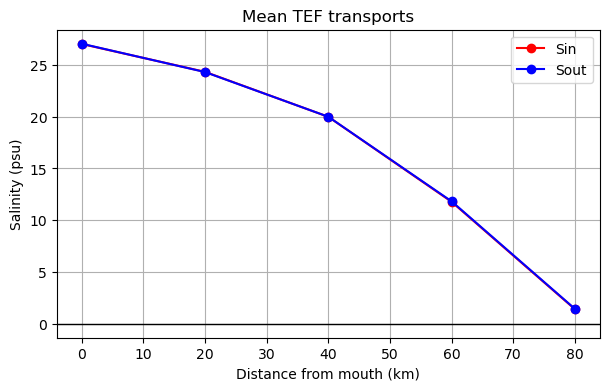 Mean TEF transports
Sin
Sout
Salinity (psu)
25
20
15
10
5
0
0 10 20 30 40 50 60 70 80
Distance from mouth (km)